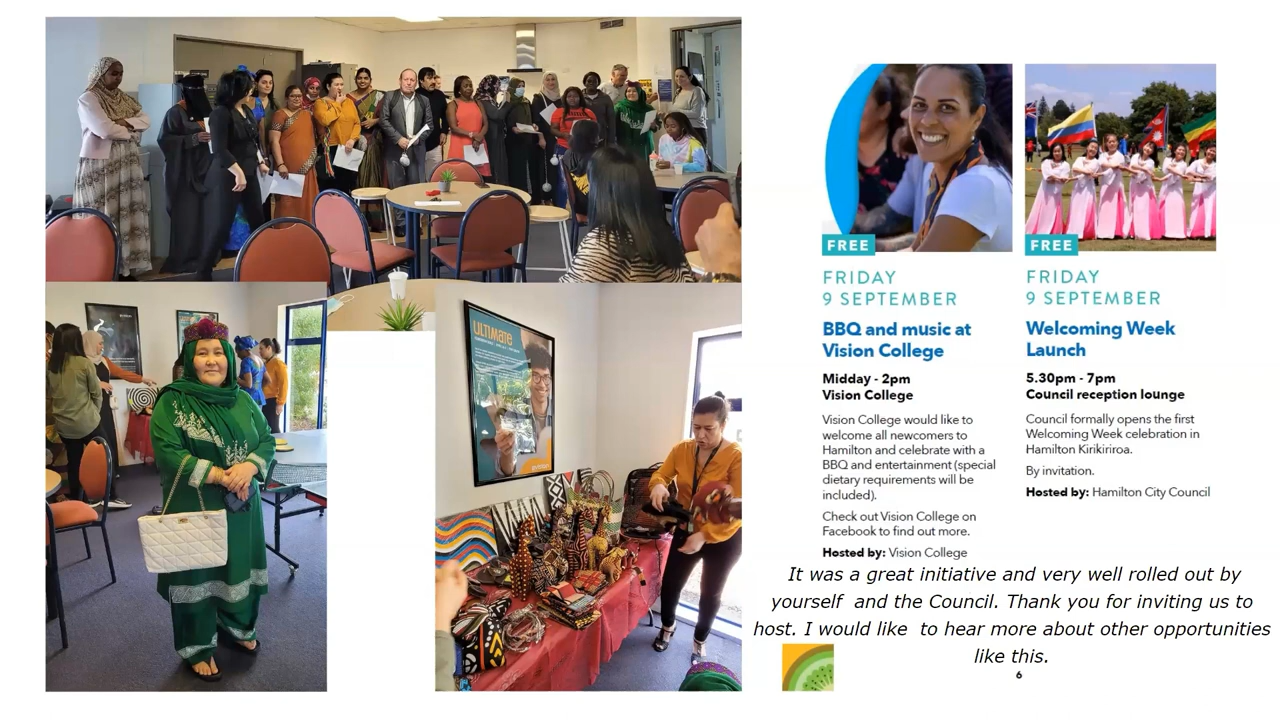 ULTIMATE
FREE
FRIDAY
9 SEPTEMBER
BBQ and music at
Vision College
Midday - 2pm
Vision College
Vision College would like to
welcome all newcomers to
Hamilton and celebrate with a
BBQ and entertainment (special
dietary requirements will be
included).
Check out Vision College on
Facebook to find out more.
Hosted by: Vision College
FREE
FRIDAY
9 SEPTEMBER
Welcoming Week
Launch
5.30pm - 7pm
Council reception lounge
Council formally opens the first
Welcoming Week celebration in
Hamilton Kirikiriroa.
By invitation.
Hosted by: Hamilton City Council
It was a great initiative and very well rolled out by
yourself and the Council. Thank you for inviting us to
host. I would like to hear more about other opportunities
like this.
6